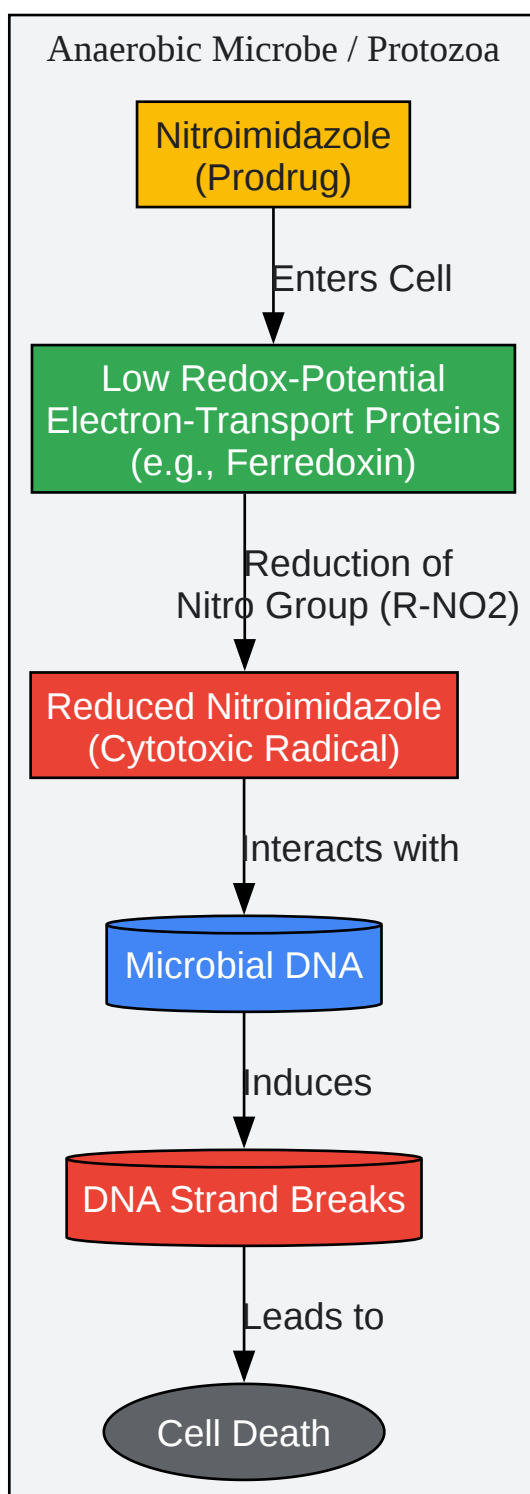 Anaerobic Microbe / Protozoa
Nitroimidazole
(Prodrug)
Enters Cell
Low Redox-Potential
Electron-Transport Proteins
(e.g., Ferredoxin)
Reduction of
Nitro Group (R-NO2)
Reduced Nitroimidazole
(Cytotoxic Radical)
Interacts with
Microbial DNA
Induces
DNA Strand Breaks
Leads to
Cell Death